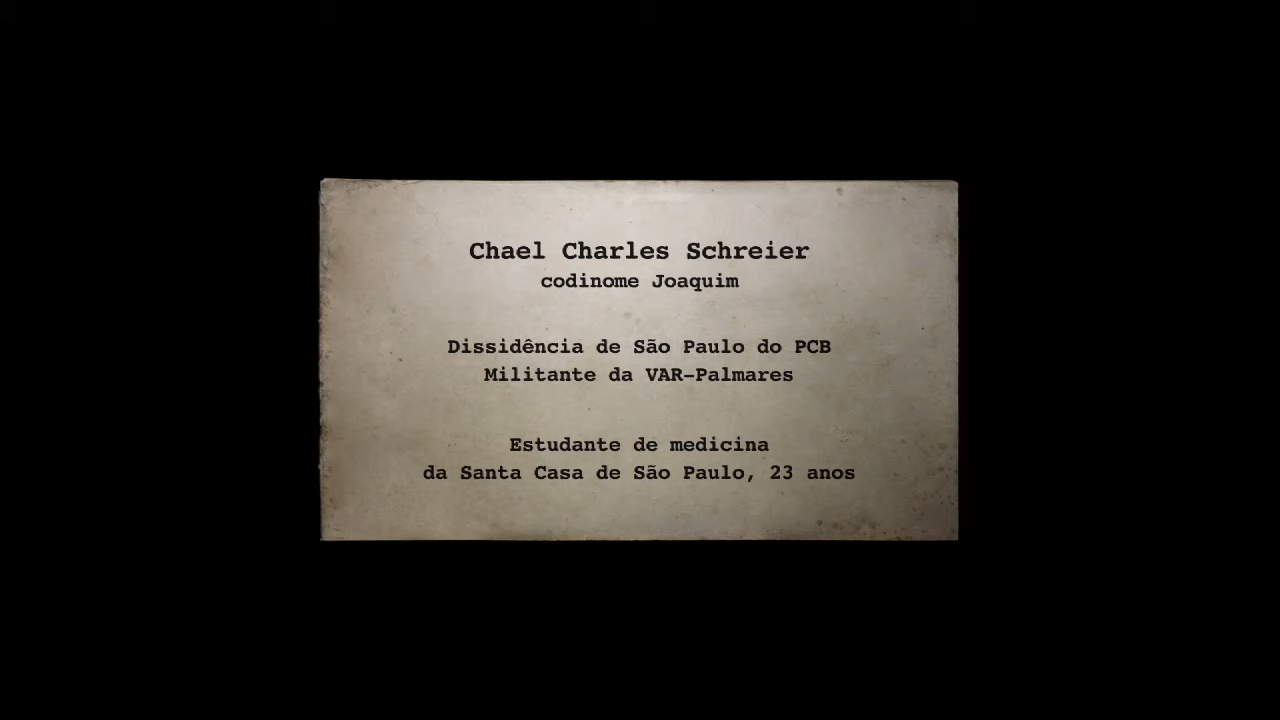 Chael Charles Schreier
codinome Joaquim
Dissidência de São Paulo do PCB
Militante da VAR-Palmares
Estudante de medicina
da Santa Casa de São Paulo, 23 anos